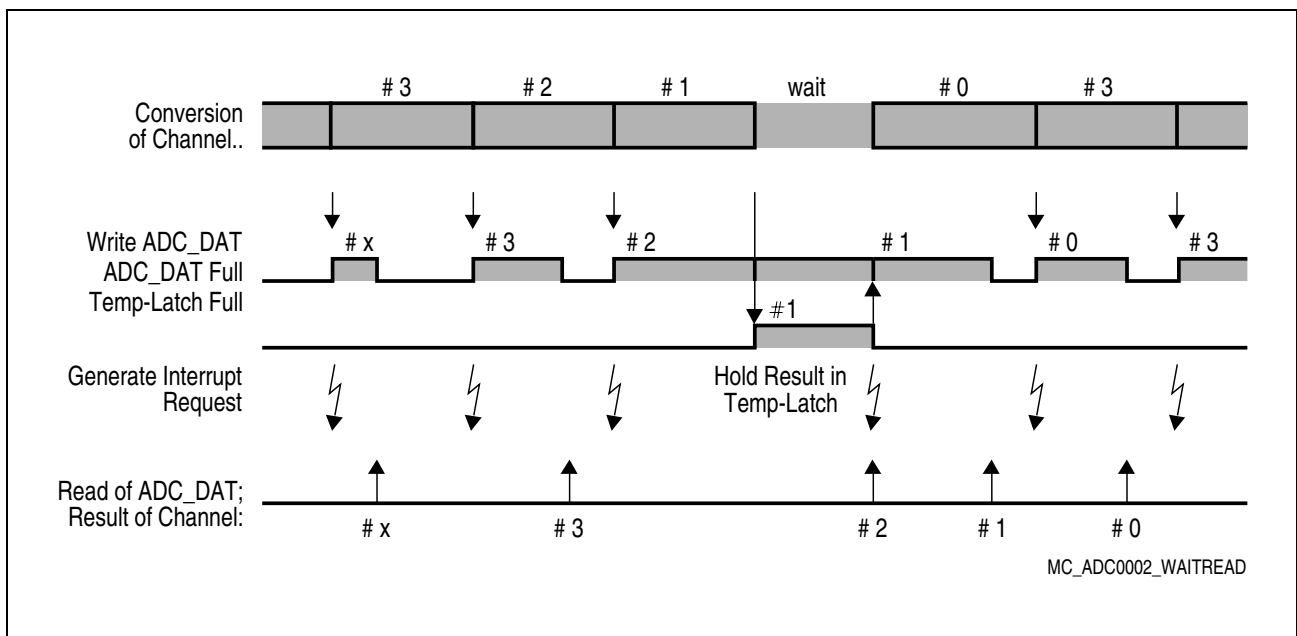 # 3 # 2 # 1 wait # 0 # 3
Conversion
of Channel..
Write ADC_DAT
# x # 3 # 2 # 1 # 0 # 3
ADC_DAT Full
Temp-Latch Full
#1
Generate Interrupt
Request
Hold Result in
Temp-Latch
Read of ADC_DAT;
Result of Channel:
# x # 3 # 2 # 1 # 0
MC_ADC0002_WAITREAD